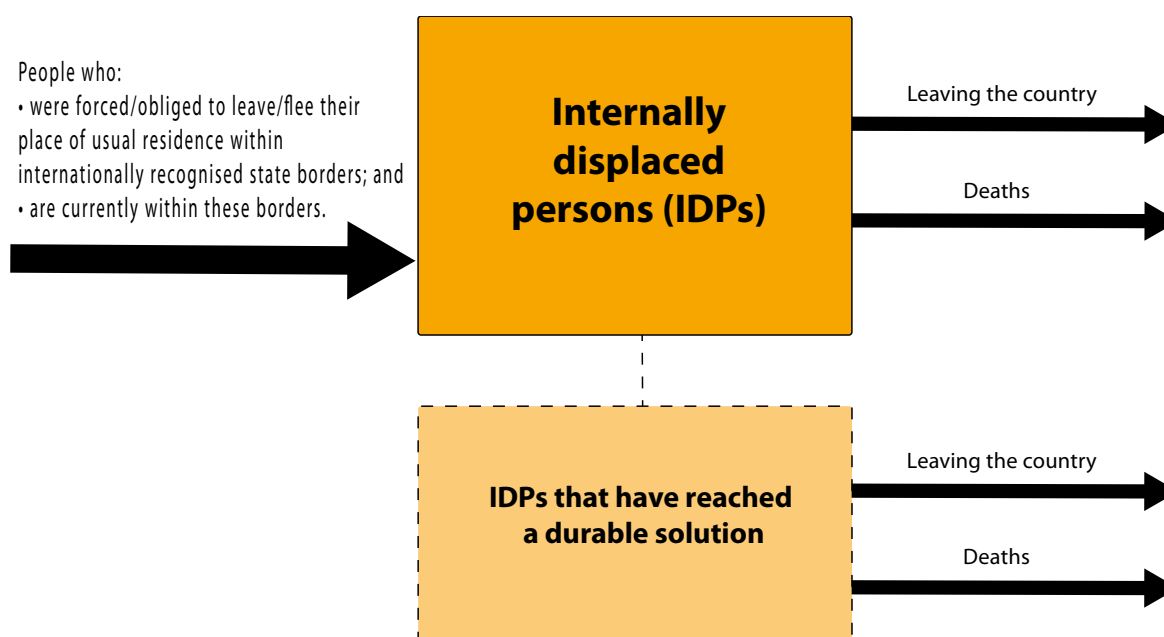 People who:
• were forced/obliged to leave/flee their
place of usual residence within
internationally recognised state borders; and
• are currently within these borders.
Internally
displaced
persons (IDPs)
Leaving the country
Deaths
IDPs that have reached
a durable solution
Leaving the country
Deaths